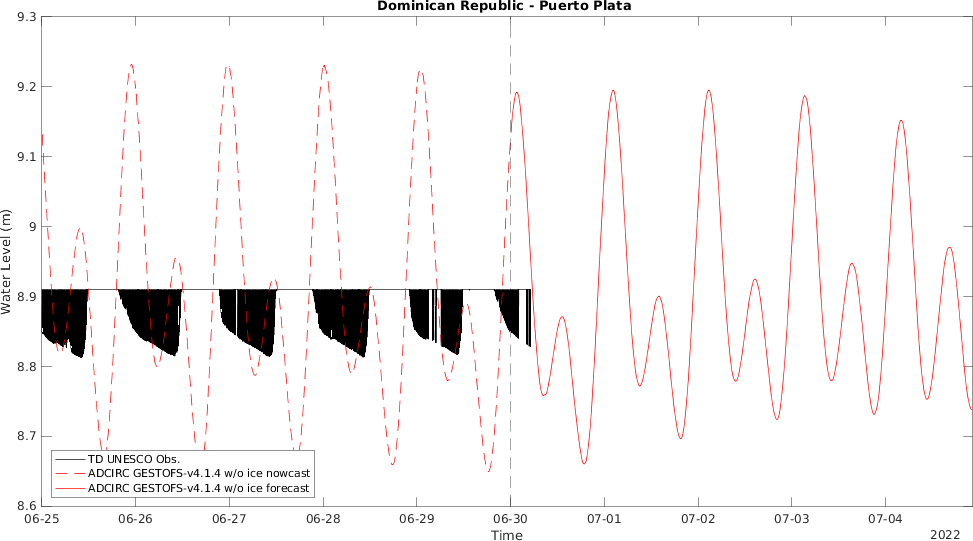 Dominican Republic - Puerto Plata
9.3
9.2
9.1
9
8.9
8.8
8.7
8.6
Water Level (m)
TD UNESCO Obs.
ADCIRC GESTOFS-v4.1.4 w/o ice nowcast
ADCIRC GESTOFS-v4.1.4 w/o ice forecast
06-25 06-26 06-27 06-28 06-29 06-30 07-01 07-02 07-03 07-04
Time
2022